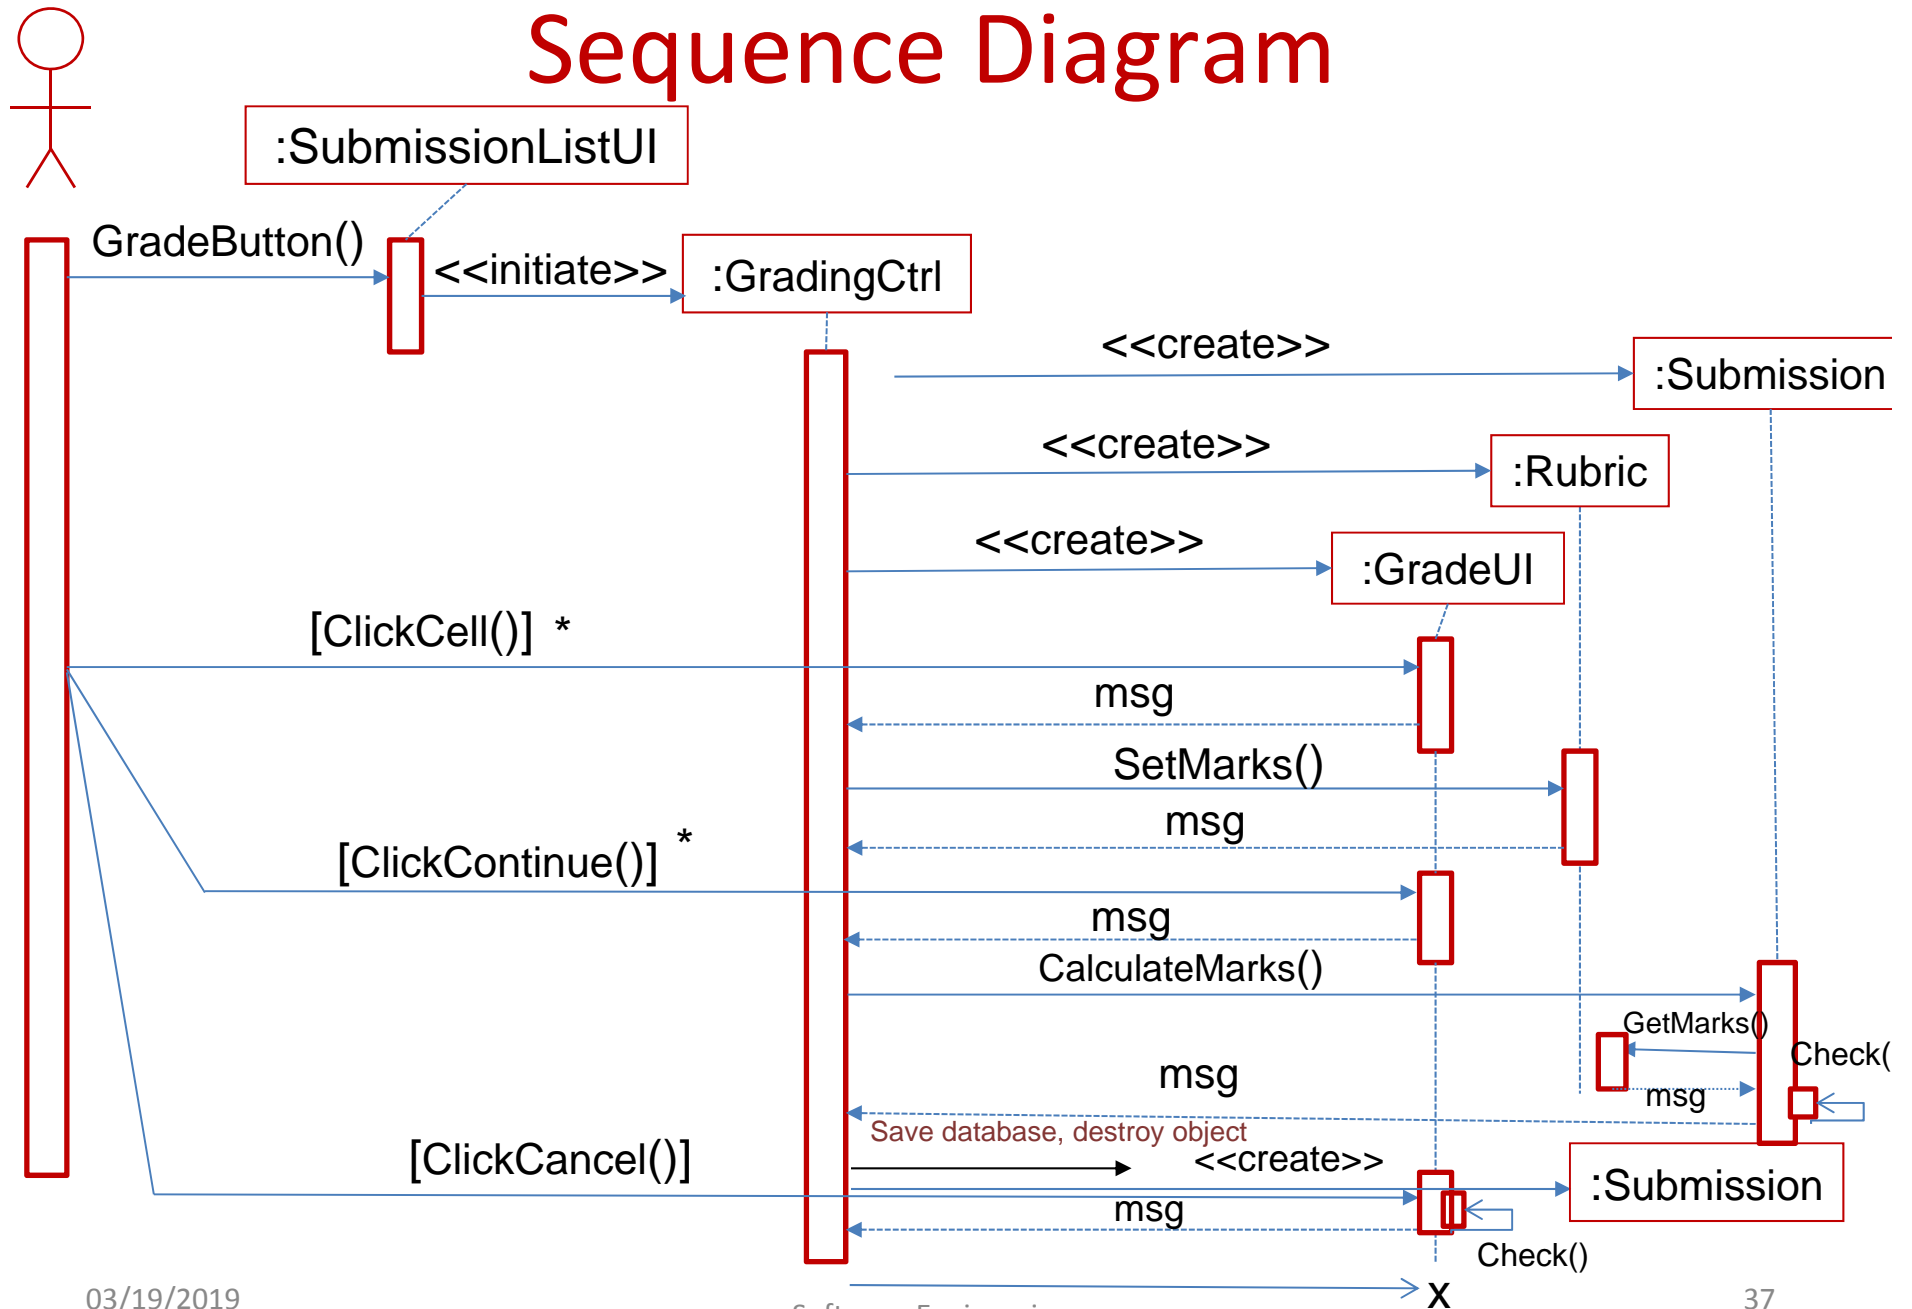 Sequence Diagram
:SubmissionListUI
GradeButton()
<<initiate>>
:GradingCtrl
<<create>>
:Submission
<<create>>
:Rubric
<<create>>
:GradeUI
[ClickCell()] *
msg
SetMarks()
msg
[ClickContinue()] *
msg
CalculateMarks()
GetMarks()
Check(
msg
msg
Save database, destroy object
[ClickCancel()]
<<create>>
:Submission
msg
Check()
x
03/19/2019
37